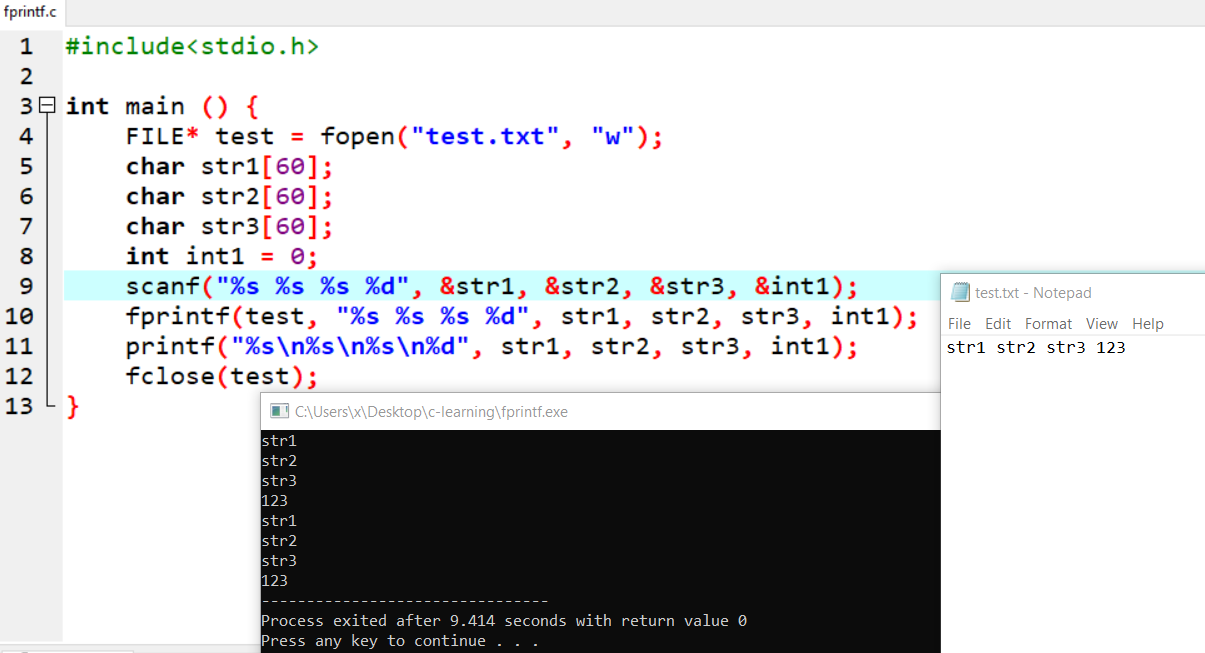 fprintf.c
1 #include<stdio.h>
2
3 int main () {
4 FILE* test = fopen("test.txt", "w");
5 char str1[60];
6 char str2[60];
7 char str3[60];
8 int int1 = 0;
9 scanf("%s %s %s %d", &str1, &str2, &str3, &int1);
10 fprintf(test, "%s %s %s %d", str1, str2, str3, int1);
11 printf("%s\n%s\n%s\n%d", str1, str2, str3, int1);
12 fclose(test);
13 }
test.txt - Notepad
File Edit Format View Help
str1 str2 str3 123
C:\Users\x\Desktop\c-learning\fprintf.exe
str1
str2
str3
123
str1
str2
str3
123
--------------------------------
Process exited after 9.414 seconds with return value 0
Press any key to continue . . .